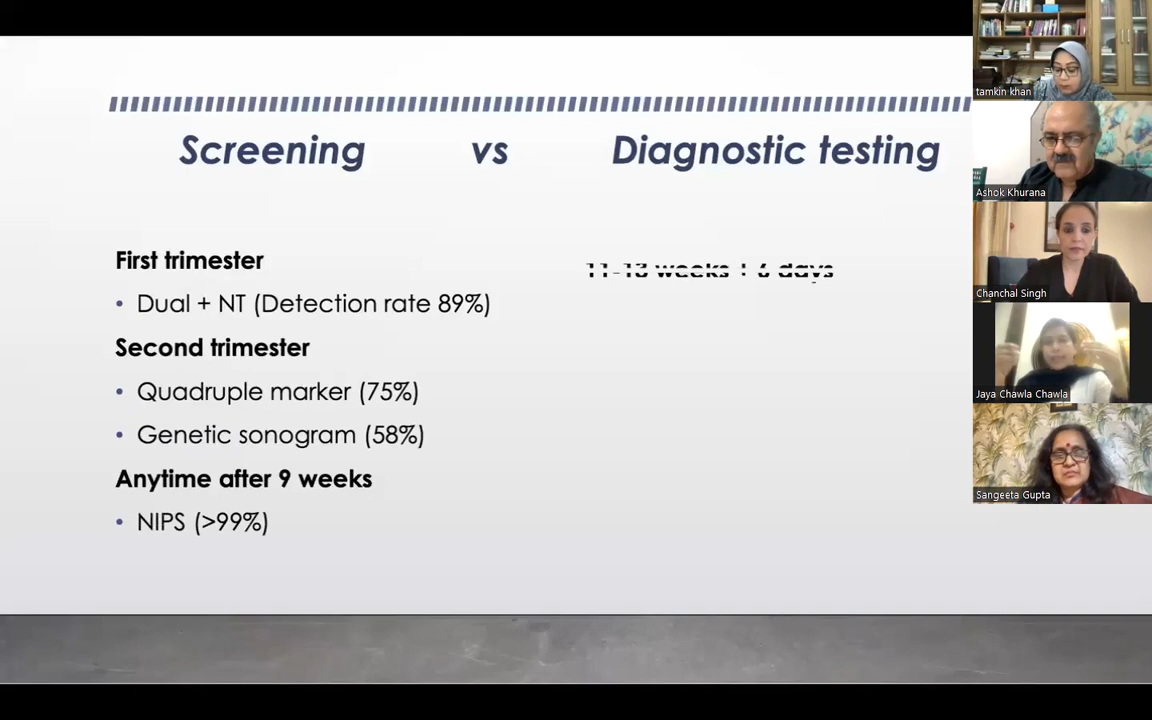 Screening vs Diagnostic testing
First trimester
11-13 weeks + 6 days
• Dual + NT (Detection rate 89%)
Second trimester
• Quadruple marker (75%)
• Genetic sonogram (58%)
Anytime after 9 weeks
• NIPS (>99%)
tamkin khan
Ashok Khurana
Chanchal Singh
Jaya Chawla Chawla
Sangeeta Gupta